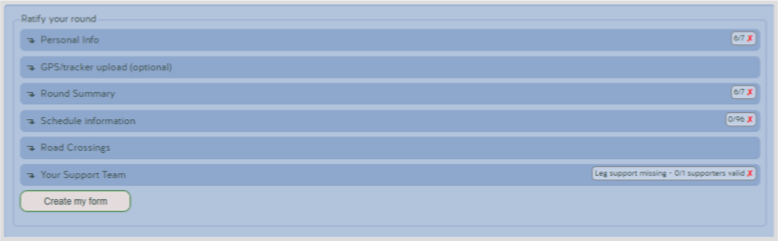 Ratify your round
Personal Info 6/7 ✗
GPS/tracker upload (optional)
Round Summary 6/7 ✗
Schedule information 0/96 ✗
Road Crossings
Your Support Team Leg support missing - 0/1 supporters valid ✗
Create my form